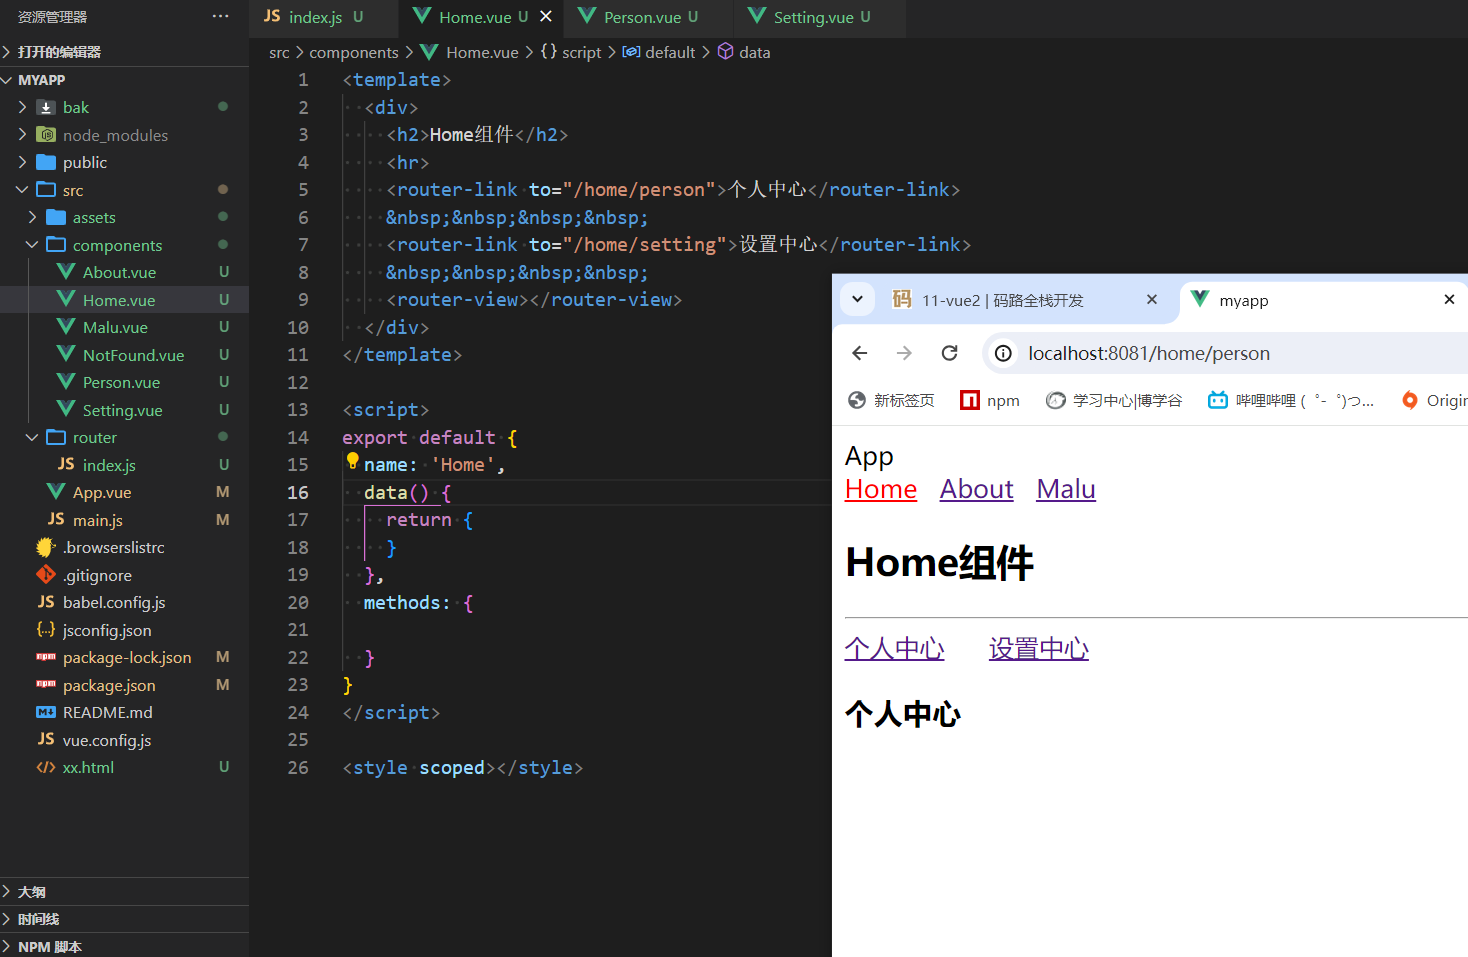 资源管理器 ···
打开的编辑器
MYAPP
bak
node_modules
public
src
assets
components
About.vue U
Home.vue U
Malu.vue U
NotFound.vue U
Person.vue U
Setting.vue U
router
JS index.js U
App.vue M
JS main.js M
.browserslistrc
.gitignore
JS babel.config.js
{..} jsconfig.json
npm package-lock.json M
npm package.json M
M↓ README.md
JS vue.config.js
</> xx.html U
大纲
时间线
NPM 脚本
JS index.js U Home.vue U Person.vue U Setting.vue U
src > components > Home.vue > {} script > default > data
1 <template>
2 <div>
3 <h2>Home组件</h2>
4 <hr>
5 <router-link to="/home/person">个人中心</router-link>
6 &nbsp;&nbsp;&nbsp;&nbsp;
7 <router-link to="/home/setting">设置中心</router-link>
8 &nbsp;&nbsp;&nbsp;&nbsp;
9 <router-view></router-view>
10 </div>
11 </template>
12
13 <script>
14 export default {
15 name: 'Home',
16 data() {
17 return {
18 }
19 },
20 methods: {
21
22 }
23 }
24 </script>
25
26 <style scoped></style>
码 11-vue2 | 码路全栈开发 myapp
localhost:8081/home/person
新标签页 npm 学习中心|博学谷 哔哩哔哩 (゜-゜)つ... Origin
App
Home About Malu
Home组件
个人中心 设置中心
个人中心